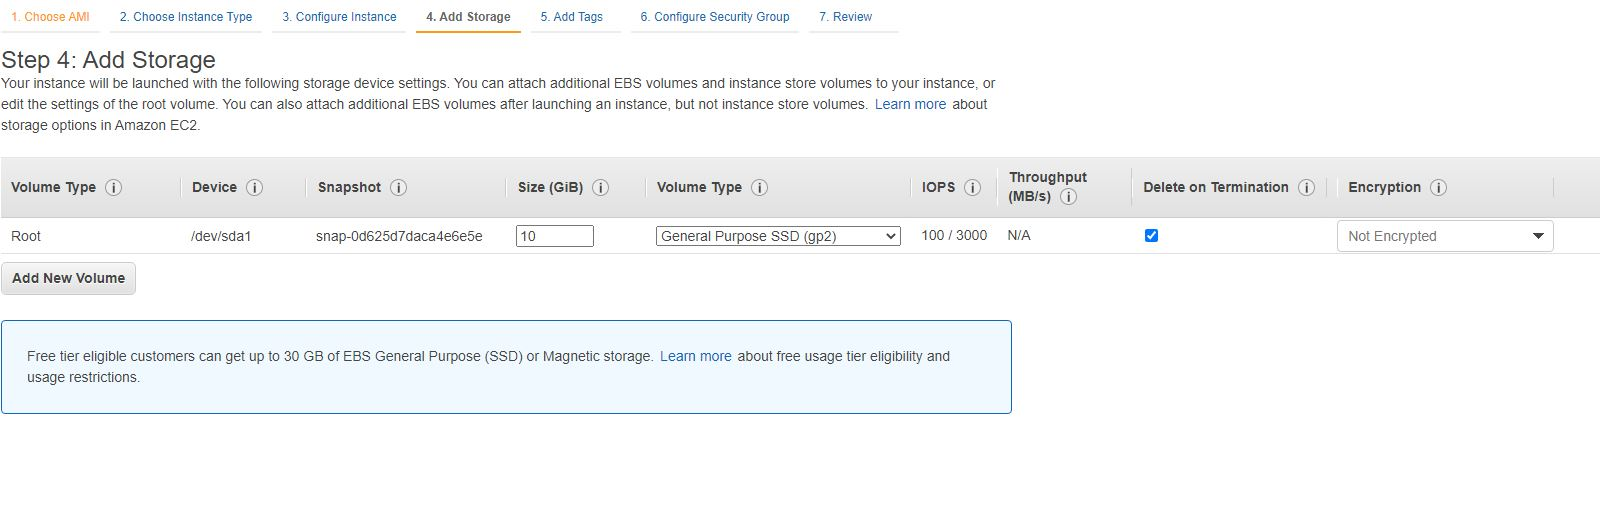 1. Choose AMI 2. Choose Instance Type 3. Configure Instance 4. Add Storage 5. Add Tags 6. Configure Security Group 7. Review
Step 4: Add Storage
Your instance will be launched with the following storage device settings. You can attach additional EBS volumes and instance store volumes to your instance, or
edit the settings of the root volume. You can also attach additional EBS volumes after launching an instance, but not instance store volumes. Learn more about
storage options in Amazon EC2.
Volume Type i Device i Snapshot i Size (GiB) i Volume Type i IOPS i Throughput (MB/s) i Delete on Termination i Encryption i
Root /dev/sda1 snap-0d625d7daca4e6e5e 10 General Purpose SSD (gp2) 100 / 3000 N/A Not Encrypted
Add New Volume
Free tier eligible customers can get up to 30 GB of EBS General Purpose (SSD) or Magnetic storage. Learn more about free usage tier eligibility and
usage restrictions.